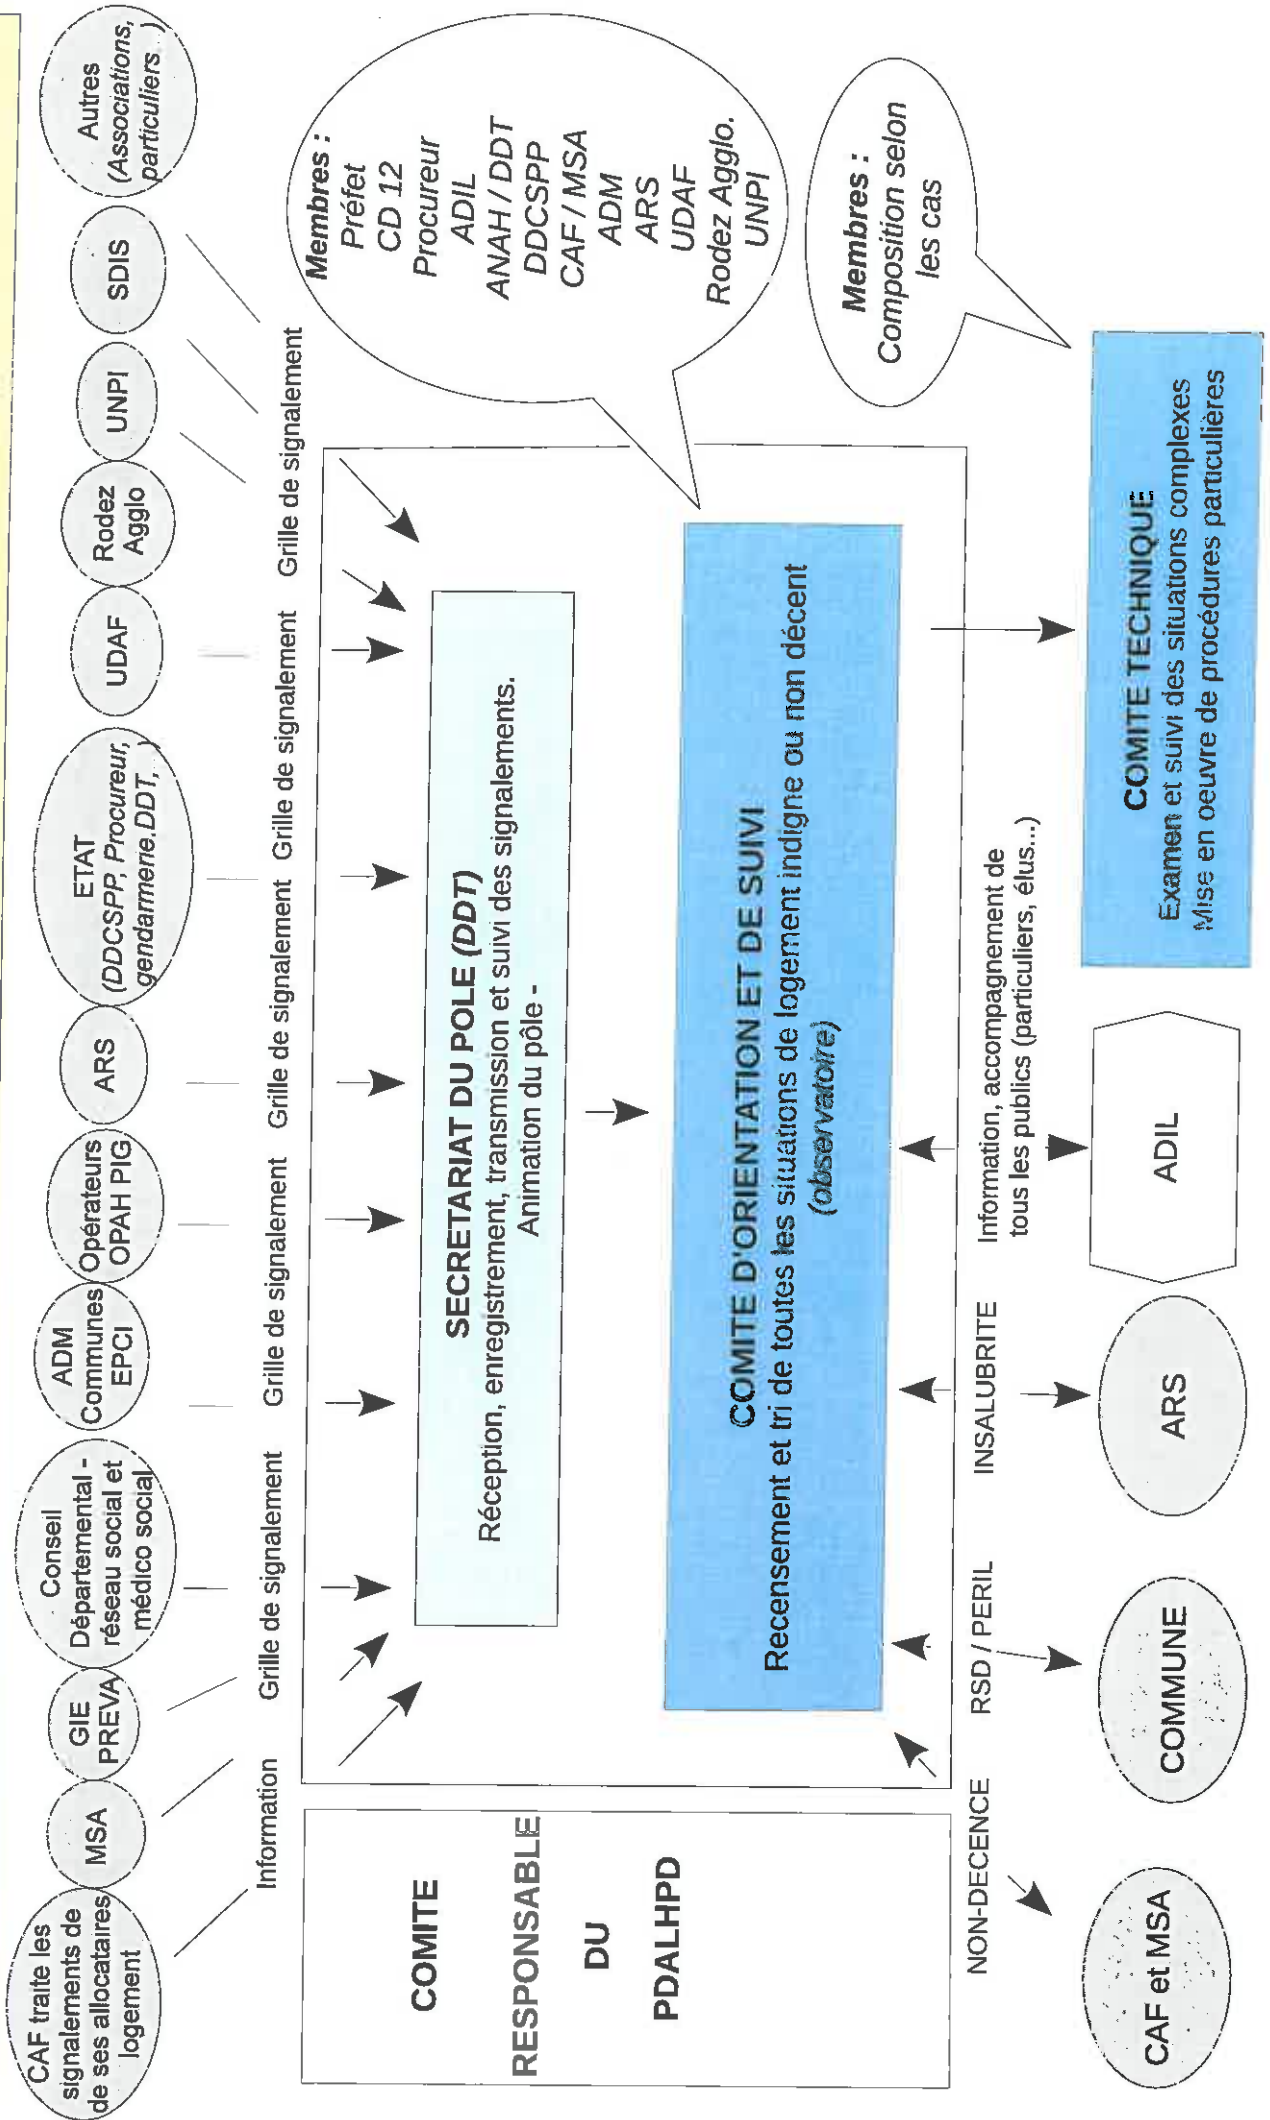 CAF traite les
signalements de
de ses allocataires
logement
MSA
GIE
PREVA
Conseil
Départemental -
réseau social et
médico social
ADM
Communes
EPCI
Opérateurs
OPAH PIG
ARS
ETAT
(DDCSPP, Procureur,
gendarmerie,DDT, )
UDAF
Rodez
Agglo
UNPI
SDIS
Autres
(Associations,
particuliers...)
Information
Grille de signalement
Grille de signalement
Grille de signalement
Grille de signalement
Grille de signalement
Grille de signalement
Grille de signalement
COMITE
RESPONSABLE
DU
PDALHPD
SECRETARIAT DU POLE (DDT)
Réception, enregistrement, transmission et suivi des signalements.
Animation du pôle -
COMITE D'ORIENTATION ET DE SUIVI
Recensement et tri de toutes les situations de logement indigne ou non décent
(observatoire)
Membres :
Préfet
CD 12
Procureur
ADIL
ANAH / DDT
DDCSPP
CAF / MSA
ADM
ARS
UDAF
Rodez Agglo.
UNPI
Membres :
Composition selon
les cas
NON-DECENCE
RSD / PERIL
INSALUBRITE
Information, accompagnement de
tous les publics (particuliers, élus...)
CAF et MSA
COMMUNE
ARS
ADIL
COMITE TECHNIQUE
Examen et suivi des situations complexes
Mise en oeuvre de procédures particulières